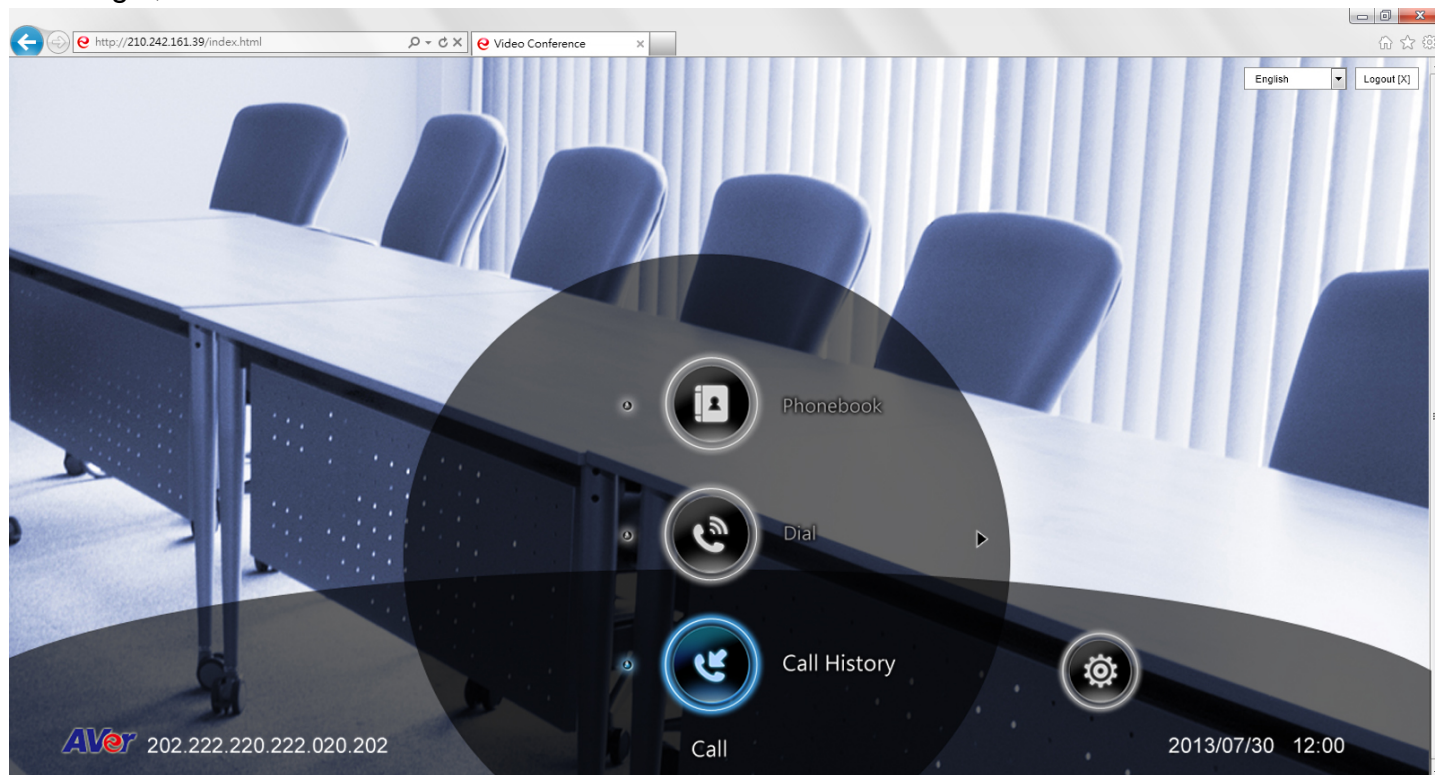 http://210.242.161.39/index.html
Video Conference
English
Logout [X]
Phonebook
Dial
Call History
AVer 202.222.220.222.020.202
Call
2013/07/30 12:00